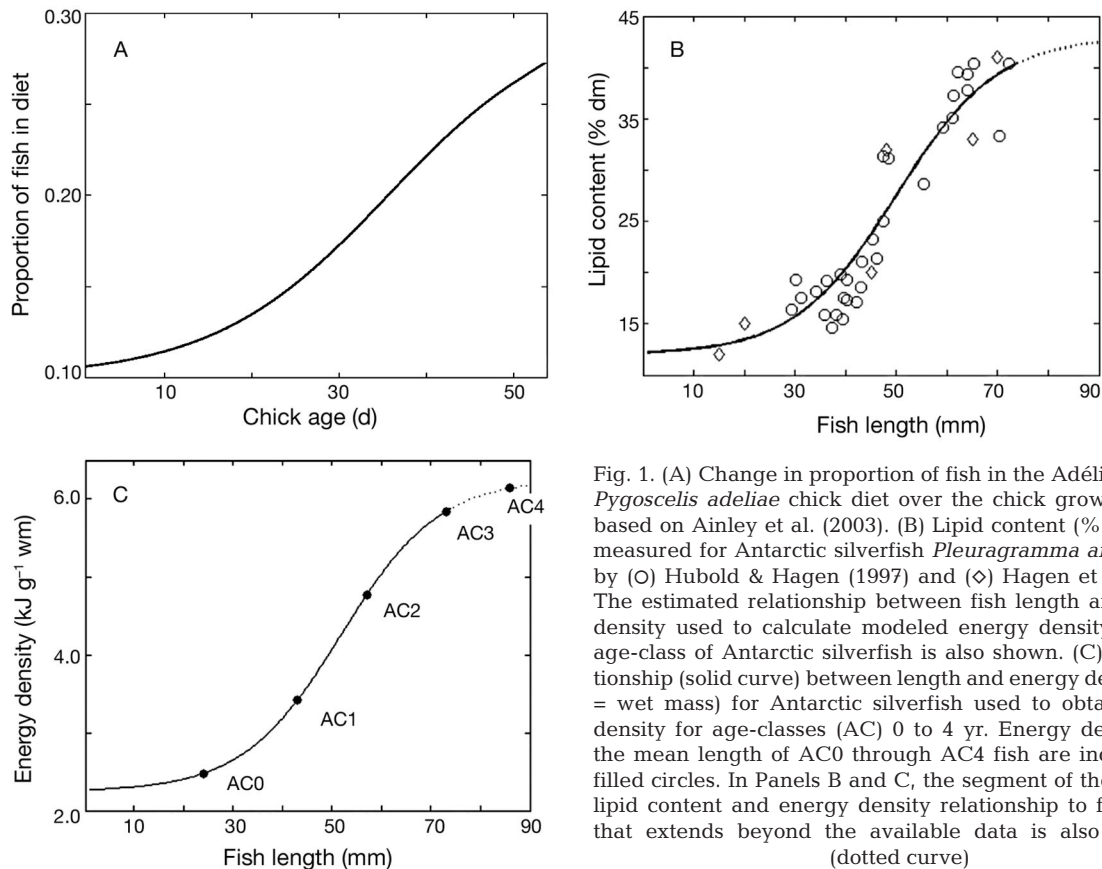 0.30
A
0.20
0.10
10
30
50
Proportion of fish in diet
Chick age (d)
45
B
35
25
15
10
30
50
70
90
Lipid content (% dm)
Fish length (mm)
C
6.0
4.0
2.0
AC0
AC1
AC2
AC3
AC4
10
30
50
70
90
Energy density (kJ g⁻¹ wm)
Fish length (mm)
Fig. 1. (A) Change in proportion of fish in the Adéli
Pygoscelis adeliae chick diet over the chick grow
based on Ainley et al. (2003). (B) Lipid content (%
measured for Antarctic silverfish Pleuragramma an
by (○) Hubold & Hagen (1997) and (◇) Hagen et
The estimated relationship between fish length a
density used to calculate modeled energy density
age-class of Antarctic silverfish is also shown. (C)
tionship (solid curve) between length and energy de
= wet mass) for Antarctic silverfish used to obta
density for age-classes (AC) 0 to 4 yr. Energy de
the mean length of AC0 through AC4 fish are in
filled circles. In Panels B and C, the segment of the
lipid content and energy density relationship to f
that extends beyond the available data is also
(dotted curve)